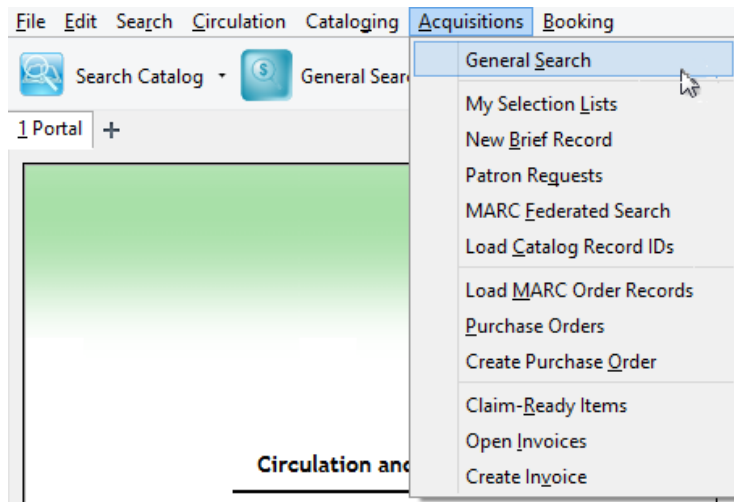 File Edit Search Circulation Cataloging Acquisitions Booking
Search Catalog General Sear
1 Portal +
General Search
My Selection Lists
New Brief Record
Patron Requests
MARC Federated Search
Load Catalog Record IDs
Load MARC Order Records
Purchase Orders
Create Purchase Order
Claim-Ready Items
Open Invoices
Create Invoice
Circulation and